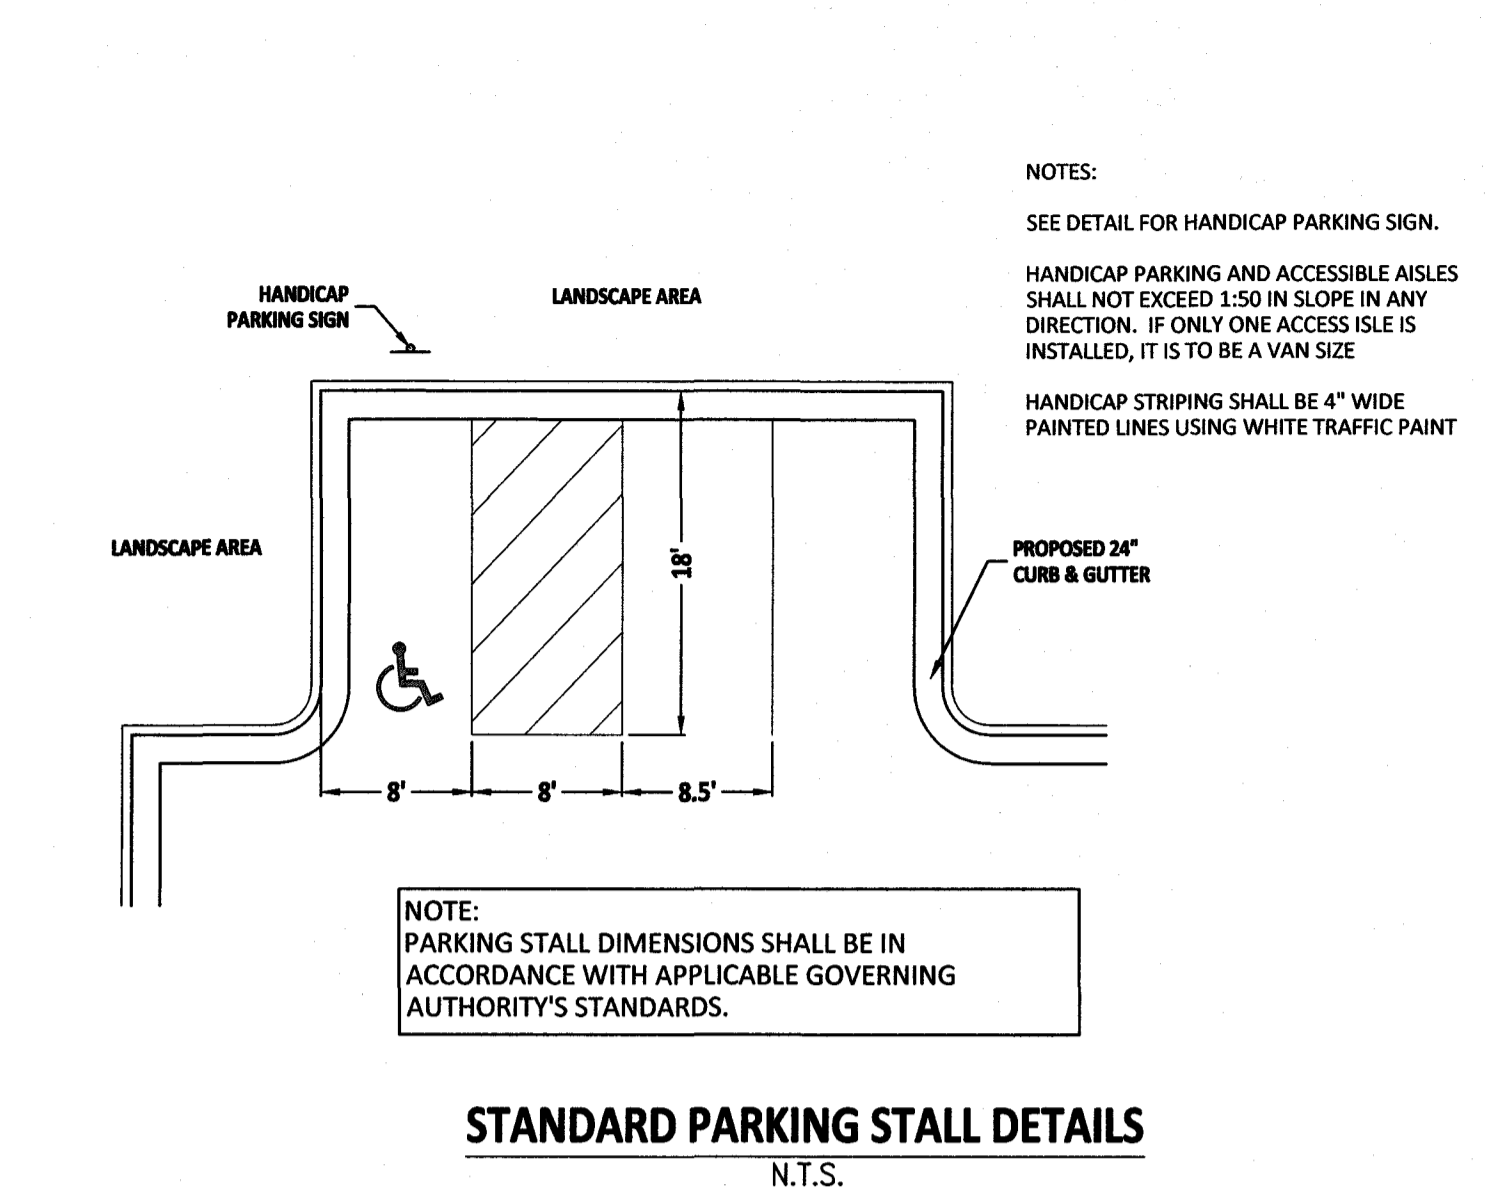 NOTES:
SEE DETAIL FOR HANDICAP PARKING SIGN.
HANDICAP PARKING AND ACCESSIBLE AISLES
SHALL NOT EXCEED 1:50 IN SLOPE IN ANY
DIRECTION. IF ONLY ONE ACCESS ISLE IS
INSTALLED, IT IS TO BE A VAN SIZE
HANDICAP STRIPING SHALL BE 4" WIDE
PAINTED LINES USING WHITE TRAFFIC PAINT
HANDICAP
PARKING SIGN
LANDSCAPE AREA
LANDSCAPE AREA
18'
PROPOSED 24"
CURB & GUTTER
8'
8'
8.5'
NOTE:
PARKING STALL DIMENSIONS SHALL BE IN
ACCORDANCE WITH APPLICABLE GOVERNING
AUTHORITY'S STANDARDS.
STANDARD PARKING STALL DETAILS
N.T.S.